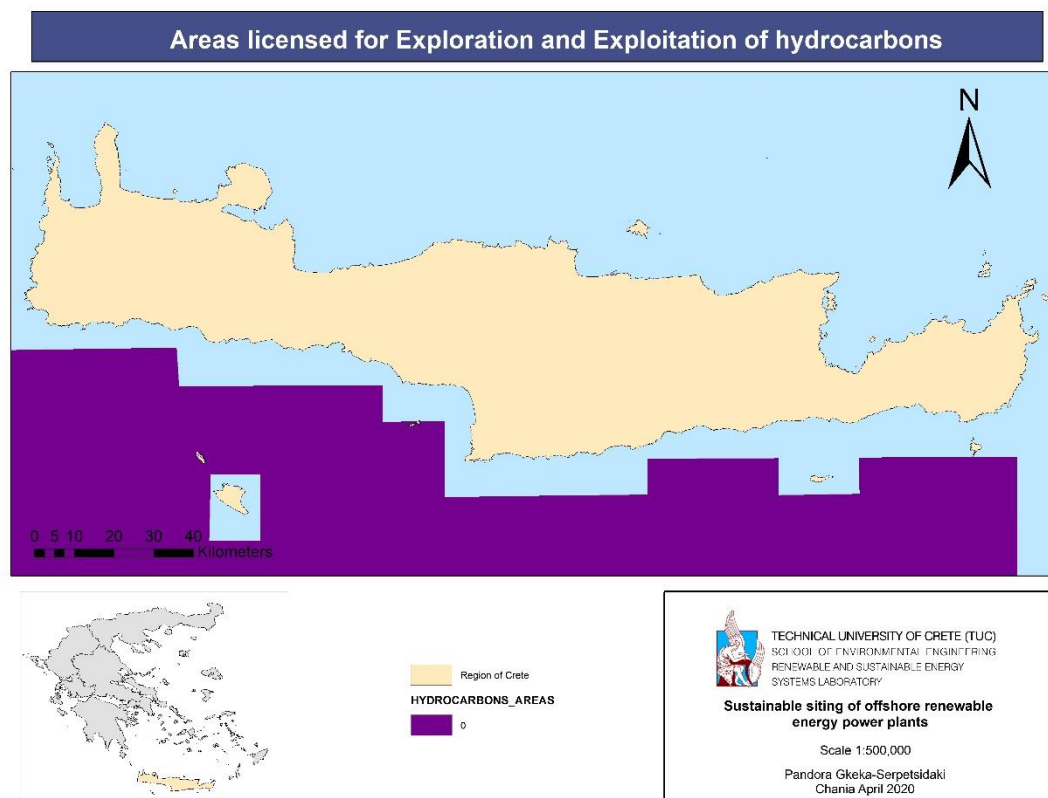 Areas licensed for Exploration and Exploitation of hydrocarbons
N
0 5 10 20 30 40
Kilometers
Region of Crete
HYDROCARBONS_AREAS
0
TECHNICAL UNIVERSITY OF CRETE (TUC)
SCHOOL OF ENVIRONMENTAL ENGINEERING
RENEWABLE AND SUSTAINABLE ENERGY
SYSTEMS LABORATORY
Sustainable siting of offshore renewable
energy power plants
Scale 1:500,000
Pandora Gkeka-Serpetsidaki
Chania April 2020